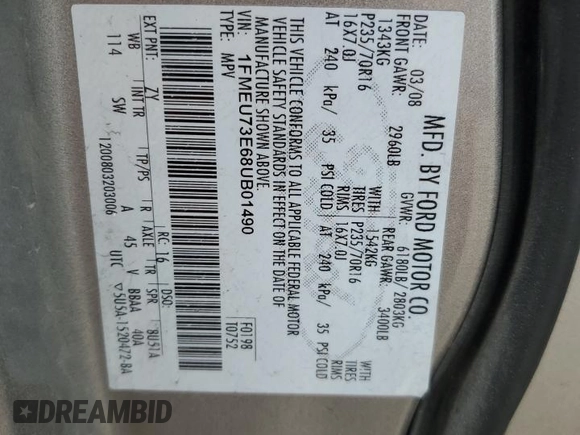 MFD. BY FORD MOTOR CO.
03/08 GVWR: 6180LB/2803KG
FRONT GAWR: 2960LB REAR GAWR: 3400LB
1343KG WITH 1542KG WITH
P235/70R16 TIRES P235/70R16 TIRES
16X7.0J RIMS 16X7.0J RIMS
AT 240 kPa/ 35 PSI COLD AT 240 kPa/ 35 PSI COLD
THIS VEHICLE CONFORMS TO ALL APPLICABLE FEDERAL MOTOR
VEHICLE SAFETY STANDARDS IN EFFECT ON THE DATE OF
MANUFACTURE SHOWN ABOVE.
VIN: 1FMEU73E68UB01490 F0198
TYPE: MPV T0752
EXT PNT: ZY RC: 16 DSO:
WB INT TR TP/PS R AXLE TR SPR BUS1A
114 SW A 45 V BBAA 40A
1200803203006 UTC 5U5A-1520472-BA
DREAMBID